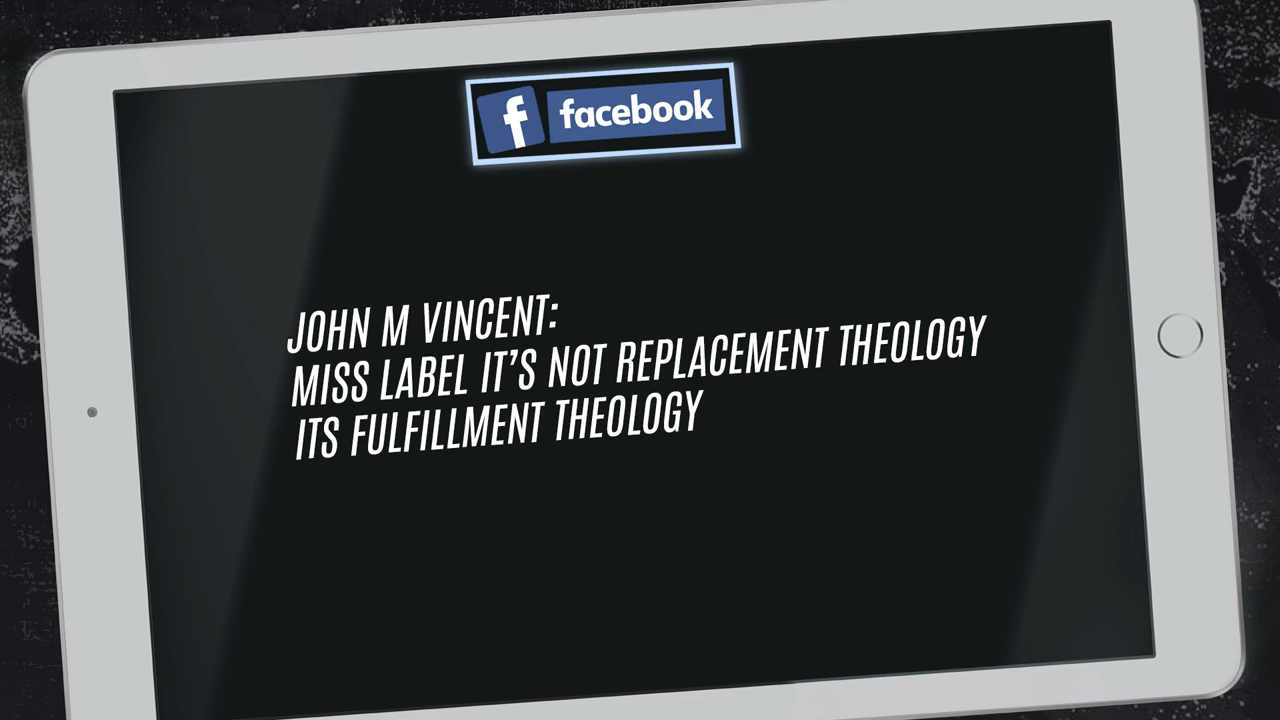 f facebook
JOHN M VINCENT:
MISS LABEL IT’S NOT REPLACEMENT THEOLOGY
ITS FULFILLMENT THEOLOGY